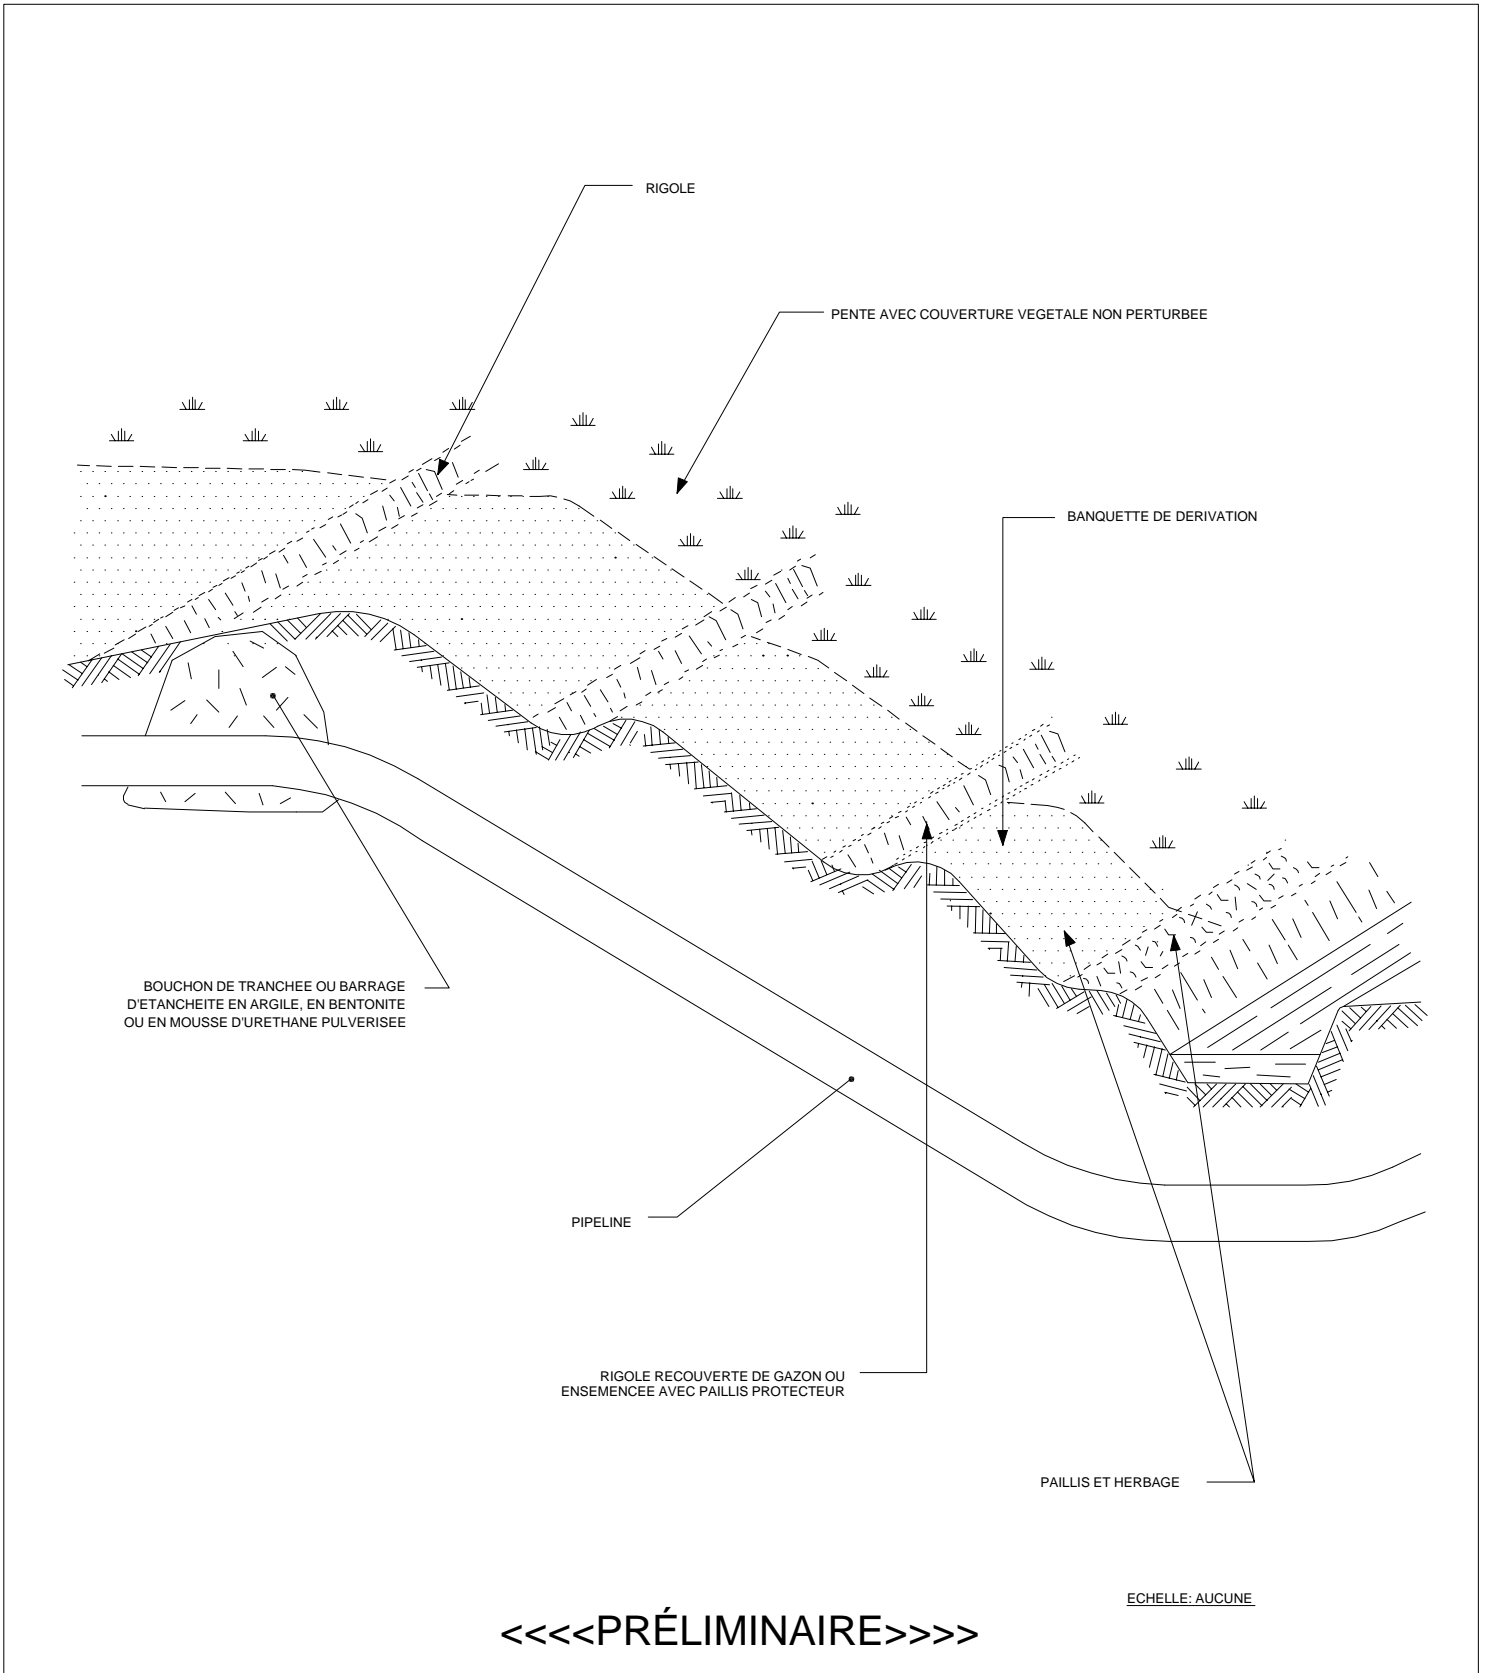 RIGOLE
PENTE AVEC COUVERTURE VEGETALE NON PERTURBEE
BANQUETTE DE DERIVATION
BOUCHON DE TRANCHEE OU BARRAGE
D'ETANCHEITE EN ARGILE, EN BENTONITE
OU EN MOUSSE D'URETHANE PULVERISEE
PIPELINE
RIGOLE RECOUVERTE DE GAZON OU
ENSEMENCEE AVEC PAILLIS PROTECTEUR
PAILLIS ET HERBAGE
ECHELLE: AUCUNE
<<<<PRÉLIMINAIRE>>>>